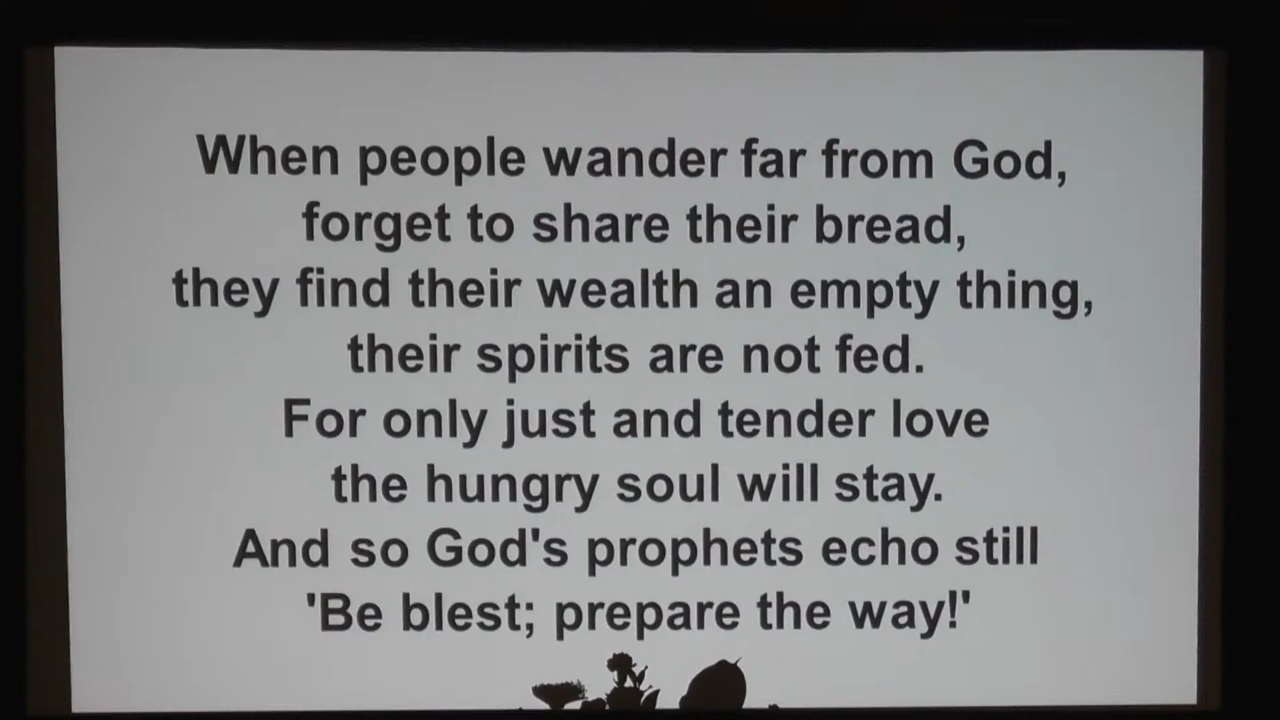 When people wander far from God,
forget to share their bread,
they find their wealth an empty thing,
their spirits are not fed.
For only just and tender love
the hungry soul will stay.
And so God's prophets echo still
'Be blest; prepare the way!'